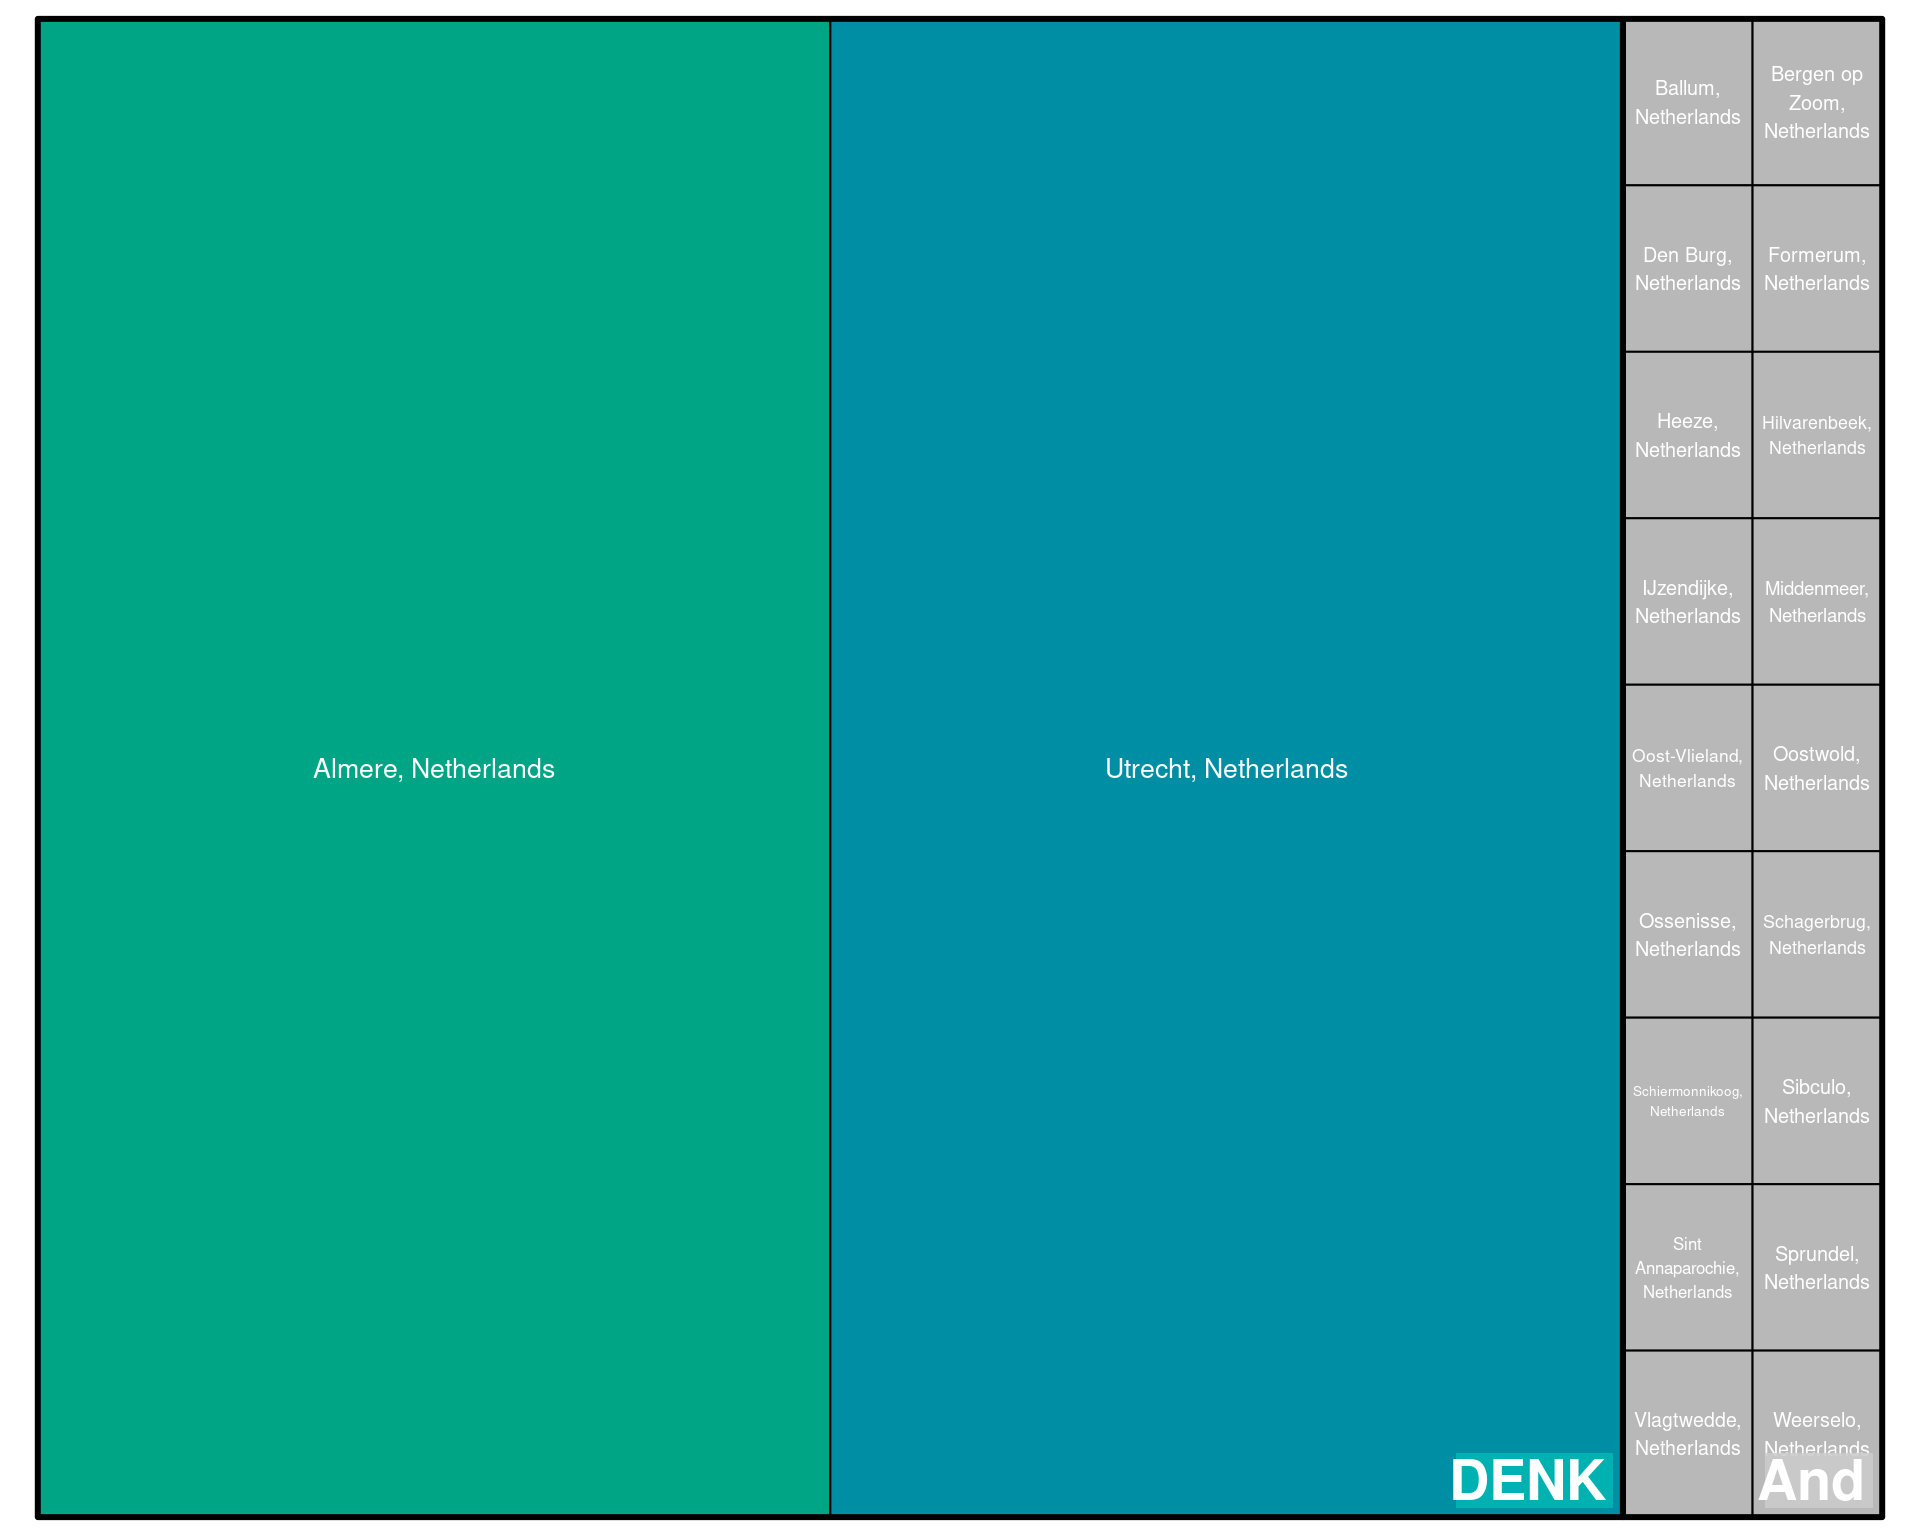 Almere, Netherlands
Utrecht, Netherlands
DENK
Ballum,
Netherlands
Bergen op
Zoom,
Netherlands
Den Burg,
Netherlands
Formerum,
Netherlands
Heeze,
Netherlands
Hilvarenbeek,
Netherlands
IJzendijke,
Netherlands
Middenmeer,
Netherlands
Oost-Vlieland,
Netherlands
Oostwold,
Netherlands
Ossenisse,
Netherlands
Schagerbrug,
Netherlands
Schiermonnikoog,
Netherlands
Sibculo,
Netherlands
Sint
Annaparochie,
Netherlands
Sprundel,
Netherlands
Vlagtwedde,
Netherlands
Weerselo,
Netherlands
And